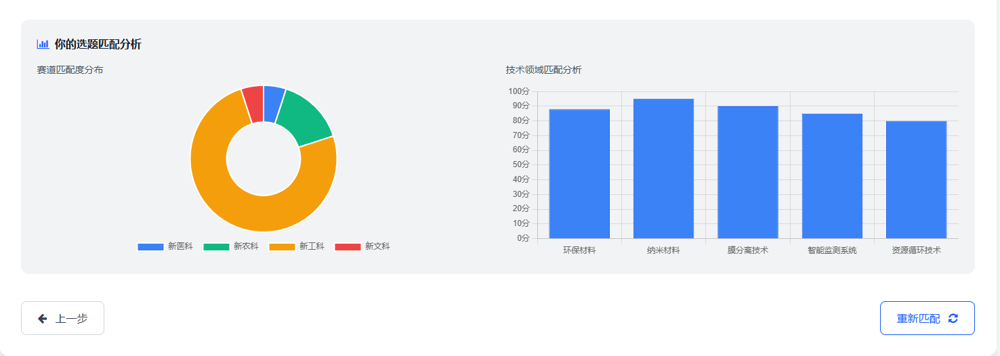 你的选题匹配分析
赛道匹配度分布
新医科 新农科 新工科 新文科
技术领域匹配分析
100分
90分
80分
70分
60分
50分
40分
30分
20分
10分
0分
环保材料 纳米材料 膜分离技术 智能监测系统 资源循环技术
上一步
重新匹配